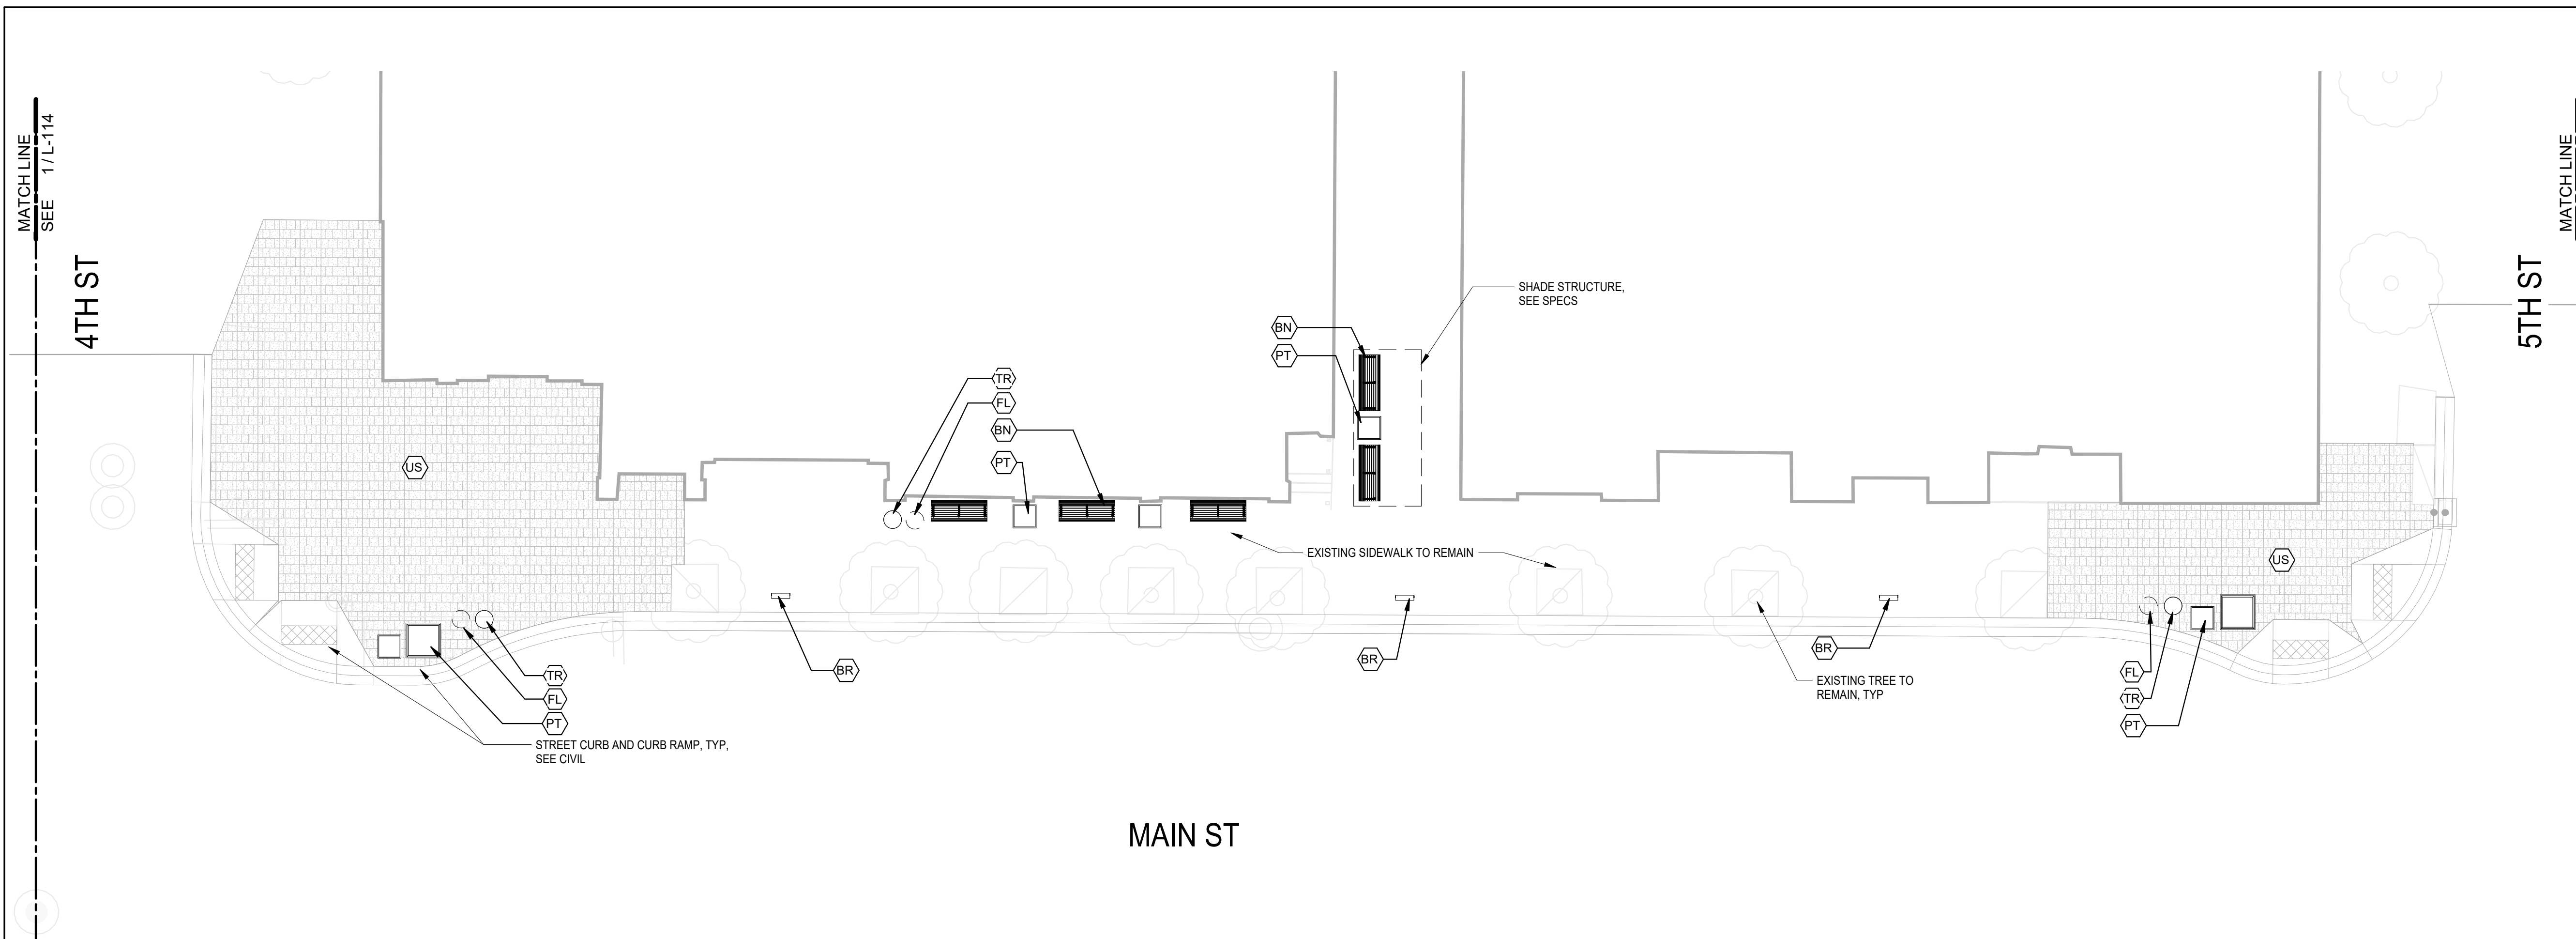 MATCH LINE
SEE 1 / L-114
4TH ST
MATCH LINE
5TH ST
SHADE STRUCTURE,
SEE SPECS
BN
PT
TR
FL
BN
PT
US
EXISTING SIDEWALK TO REMAIN
US
BR
BR
BR
TR
FL
PT
STREET CURB AND CURB RAMP, TYP,
SEE CIVIL
EXISTING TREE TO
REMAIN, TYP
FL
TR
PT
MAIN ST